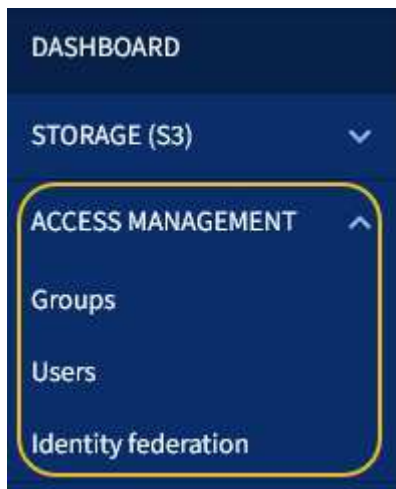 DASHBOARD
STORAGE (S3)
ACCESS MANAGEMENT
Groups
Users
Identity federation